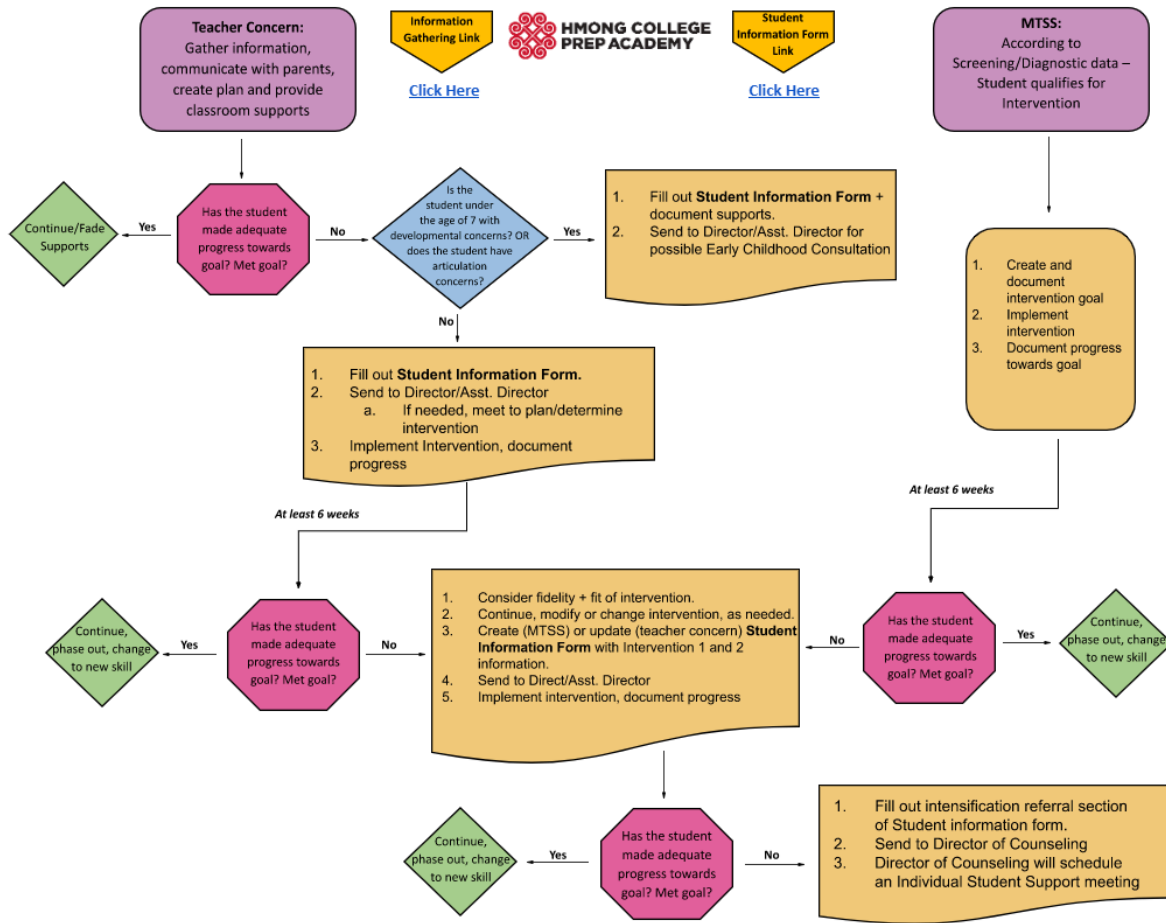 Teacher Concern:
Gather information,
communicate with parents,
create plan and provide
classroom supports
Information
Gathering Link
Click Here
HMONG COLLEGE
PREP ACADEMY
Student
Information Form
Link
Click Here
MTSS:
According to
Screening/Diagnostic data –
Student qualifies for
Intervention
Continue/Fade
Supports
Yes
Has the student
made adequate
progress towards
goal? Met goal?
No
Is the
student under
the age of 7 with
developmental concerns? OR
does the student have
articulation
concerns?
Yes
1. Fill out Student Information Form +
document supports.
2. Send to Director/Asst. Director for
possible Early Childhood Consultation
1. Create and
document
intervention goal
2. Implement
intervention
3. Document progress
towards goal
No
1. Fill out Student Information Form.
2. Send to Director/Asst. Director
a. If needed, meet to plan/determine
intervention
3. Implement Intervention, document
progress
At least 6 weeks
At least 6 weeks
Continue,
phase out, change
to new skill
Yes
Has the student
made adequate
progress towards
goal? Met goal?
No
1. Consider fidelity + fit of intervention.
2. Continue, modify or change intervention, as needed.
3. Create (MTSS) or update (teacher concern) Student
Information Form with Intervention 1 and 2
information.
4. Send to Direct/Asst. Director
5. Implement intervention, document progress
No
Has the student
made adequate
progress towards
goal? Met goal?
Yes
Continue,
phase out, change
to new skill
Continue,
phase out, change
to new skill
Yes
Has the student
made adequate
progress towards
goal? Met goal?
No
1. Fill out intensification referral section
of Student information form.
2. Send to Director of Counseling
3. Director of Counseling will schedule
an Individual Student Support meeting